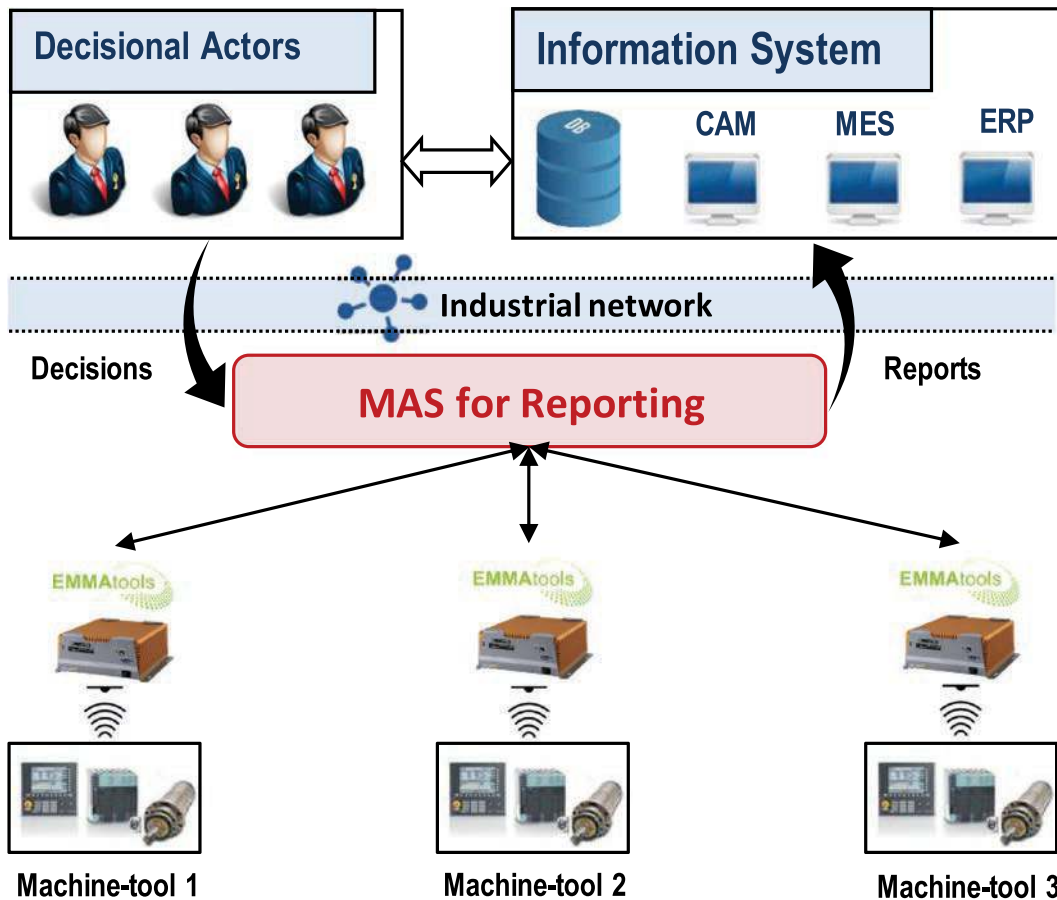 Decisional Actors
Information System
DB
CAM
MES
ERP
Industrial network
Decisions
Reports
MAS for Reporting
EMMAtools
EMMAtools
EMMAtools
Machine-tool 1
Machine-tool 2
Machine-tool 3